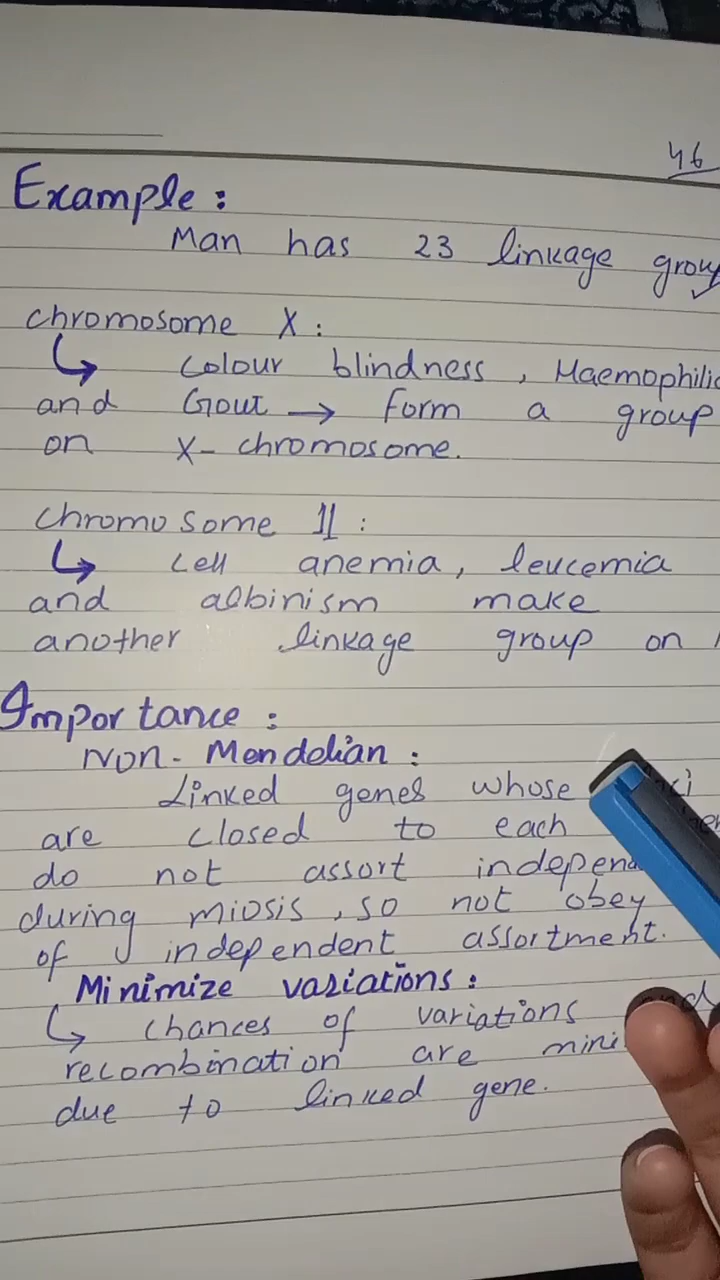 46
Example:
Man has 23 linkage grou
chromosome X:
↳ colour blindness, Haemophilia
and Gout → form a group
on X- chromosome.
chromosome 11:
↳ cell anemia, leucemia
and albinism make
another linkage group on
Importance:
Non- Mendelian:
Linked genes whose
are closed to each
do not assort independ
during miosis, so not obey
of independent assortment.
Minimize variations:
↳ chances of variations
recombination are mini
due to linked gene.